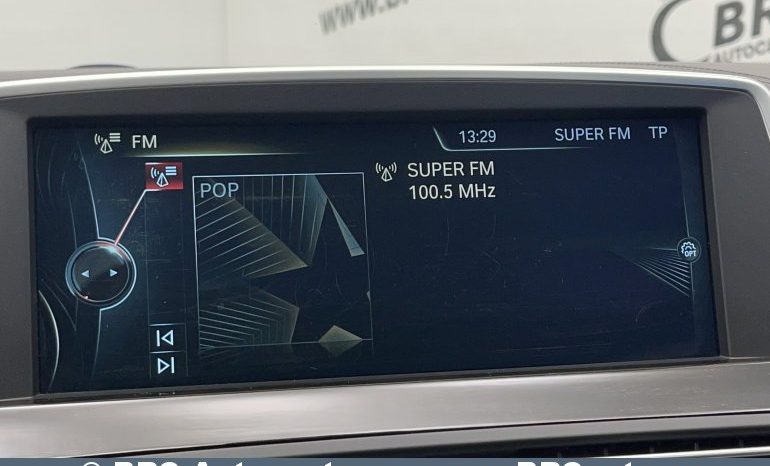 FM
13:29
SUPER FM TP
POP
SUPER FM
100.5 MHz
OPT